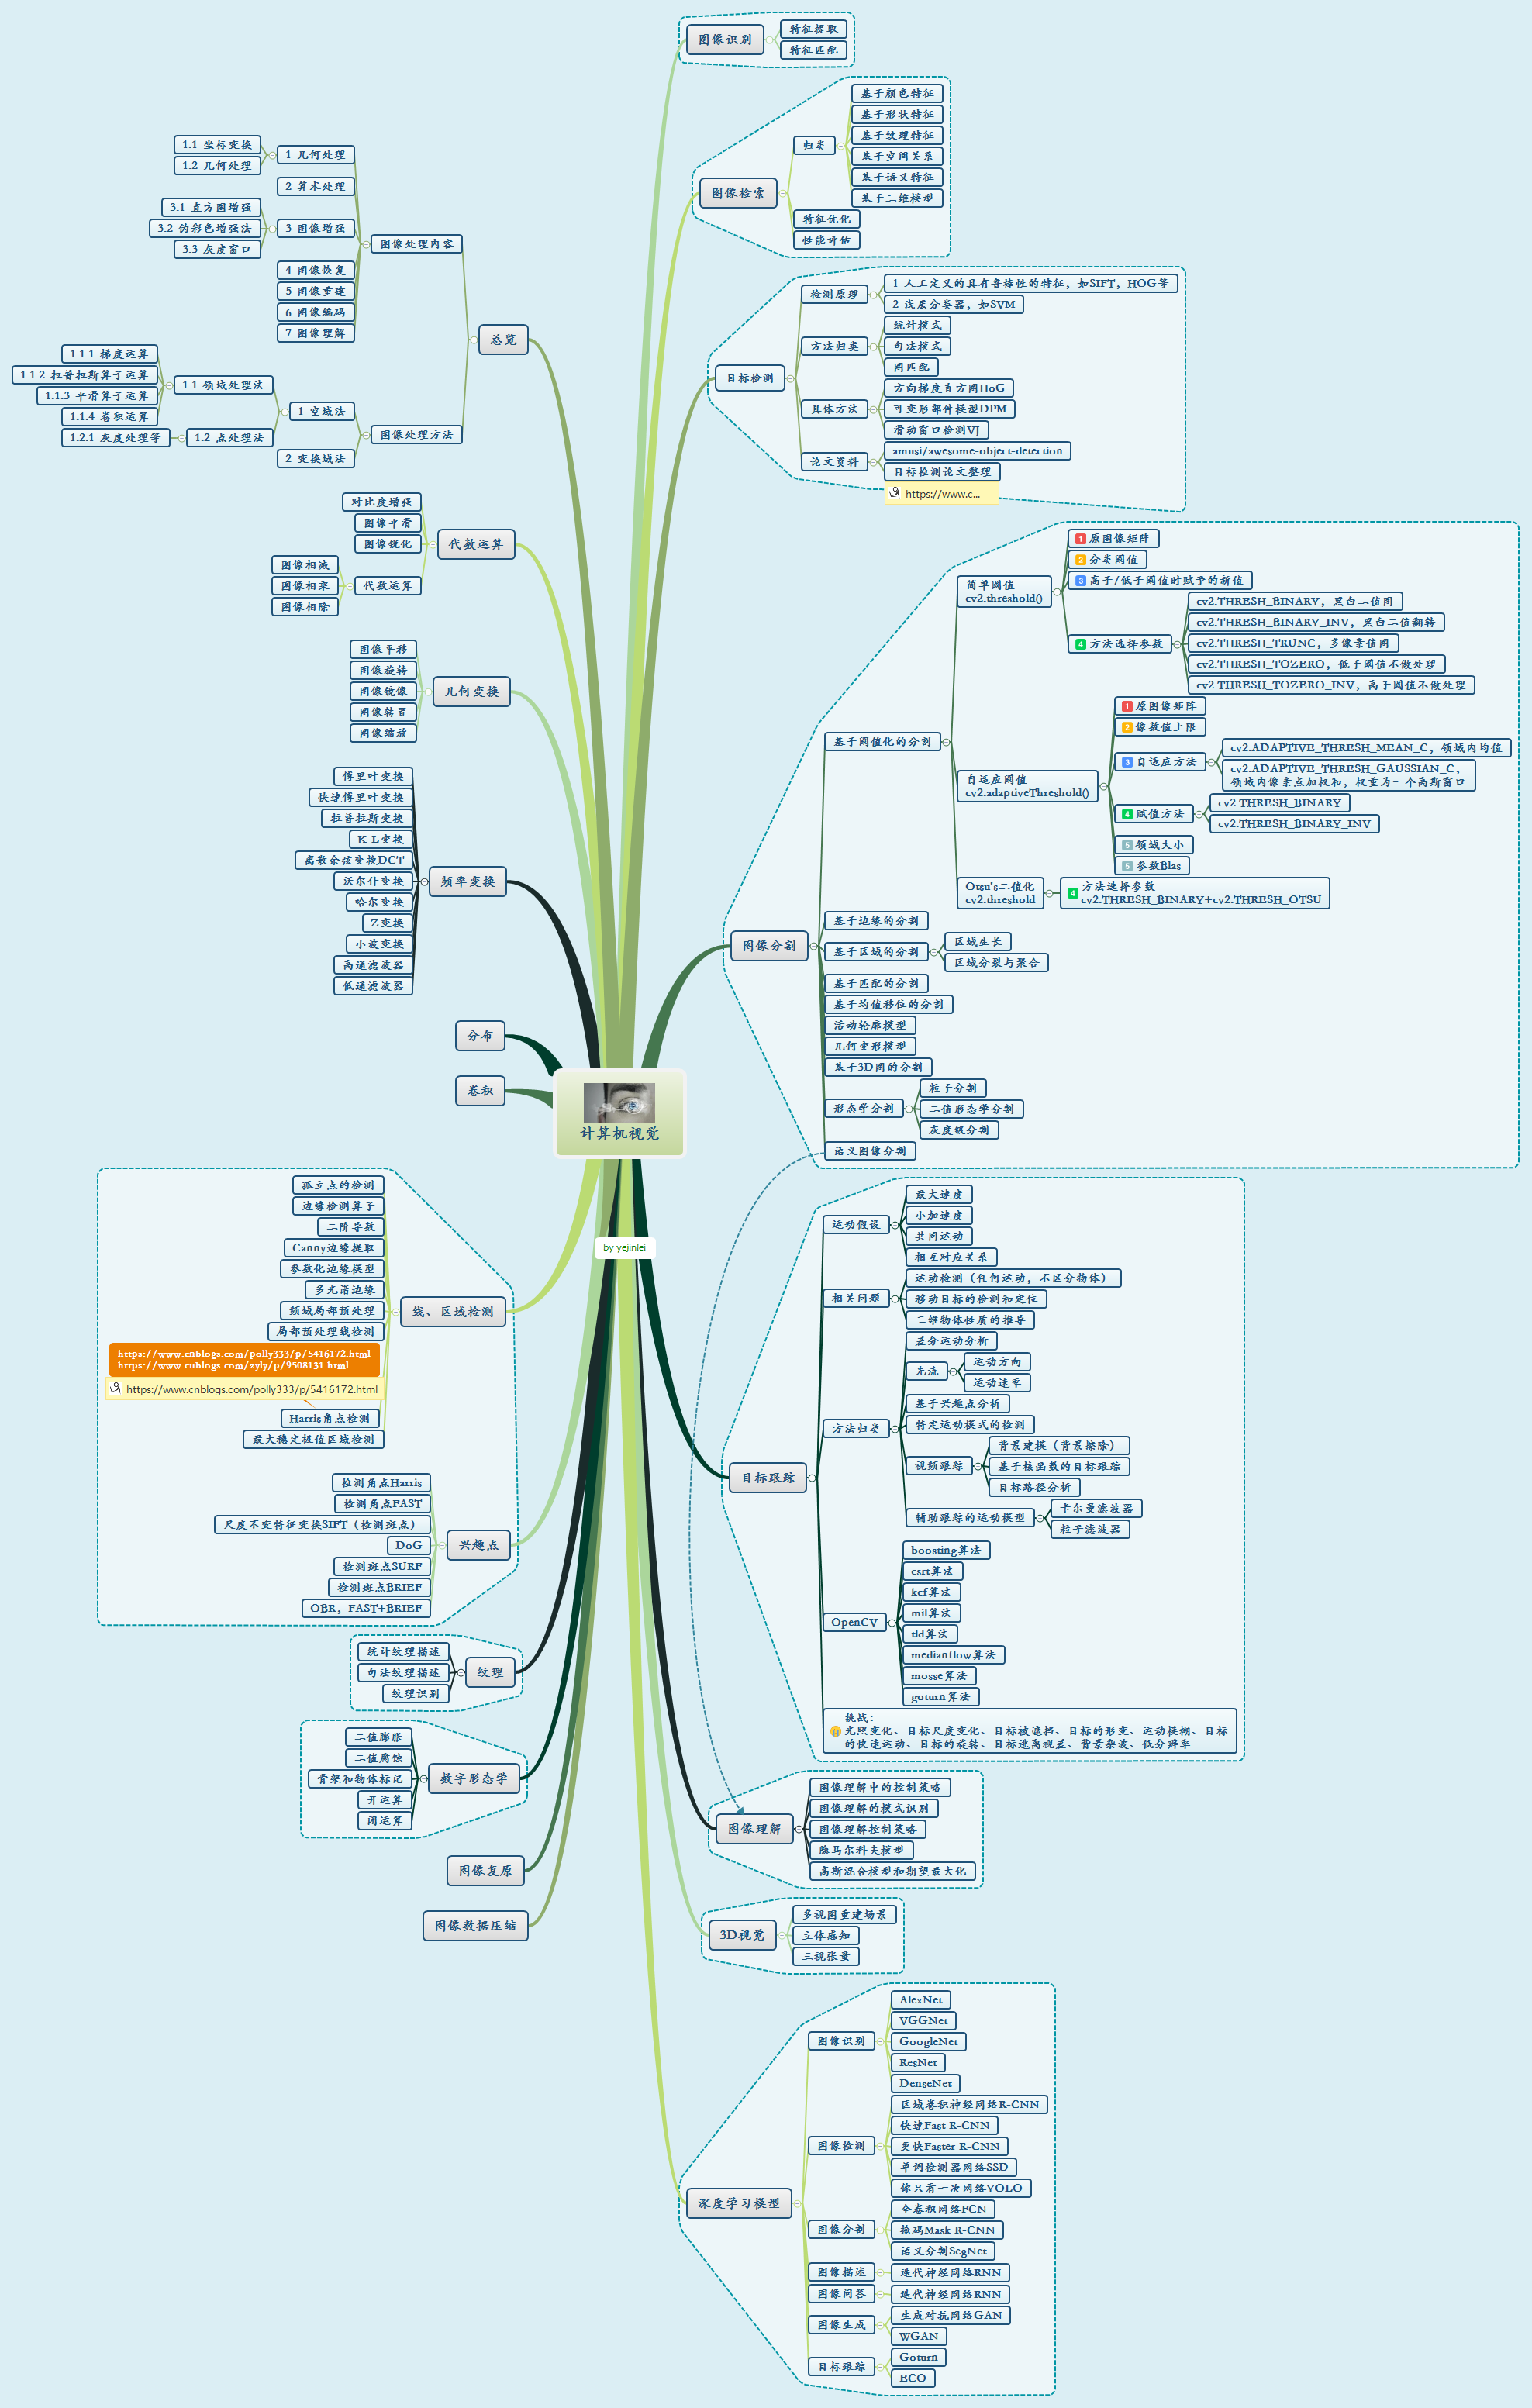 计算机视觉
by yejinlei
总览
图像处理内容
1 几何处理
1.1 坐标变换
1.2 几何处理
2 算术处理
3 图像增强
3.1 直方图增强
3.2 伪彩色增强法
3.3 灰度窗口
4 图像恢复
5 图像重建
6 图像编码
7 图像理解
图像处理方法
1 空域法
1.1 领域处理法
1.1.1 梯度运算
1.1.2 拉普拉斯算子运算
1.1.3 平滑算子运算
1.1.4 卷积运算
1.2 点处理法
1.2.1 灰度处理等
2 变换域法
代数运算
对比度增强
图像平滑
图像锐化
代数运算
图像相减
图像相乘
图像相除
几何变换
图像平移
图像旋转
图像镜像
图像转置
图像缩放
频率变换
傅里叶变换
快速傅里叶变换
拉普拉斯变换
K-L变换
离散余弦变换DCT
沃尔什变换
哈尔变换
Z变换
小波变换
高通滤波器
低通滤波器
分布
卷积
线、区域检测
孤立点的检测
边缘检测算子
二阶导数
Canny边缘提取
参数化边缘模型
多光谱边缘
频域局部预处理
局部预处理线检测
https://www.cnblogs.com/polly333/p/5416172.html
https://www.cnblogs.com/zyly/p/9508131.html
https://www.cnblogs.com/polly333/p/5416172.html
Harris角点检测
最大稳定极值区域检测
兴趣点
检测角点Harris
检测角点FAST
尺度不变特征变换SIFT（检测斑点）
DoG
检测斑点SURF
检测斑点BRIEF
OBR，FAST+BRIEF
纹理
统计纹理描述
句法纹理描述
纹理识别
数字形态学
二值膨胀
二值腐蚀
骨架和物体标记
开运算
闭运算
图像复原
图像数据压缩
图像识别
特征提取
特征匹配
图像检索
归类
基于颜色特征
基于形状特征
基于纹理特征
基于空间关系
基于语义特征
基于三维模型
特征优化
性能评估
目标检测
检测原理
1 人工定义的具有鲁棒性的特征，如SIFT，HOG等
2 浅层分类器，如SVM
方法归类
统计模式
句法模式
图匹配
具体方法
方向梯度直方图HoG
可变形部件模型DPM
滑动窗口检测VJ
论文资料
amusi/awesome-object-detection
目标检测论文整理
https://www.c...
图像分割
基于阈值化的分割
简单阈值
cv2.threshold()
1 原图像矩阵
2 分类阈值
3 高于/低于阈值时赋予的新值
4 方法选择参数
cv2.THRESH_BINARY，黑白二值图
cv2.THRESH_BINARY_INV，黑白二值翻转
cv2.THRESH_TRUNC，多像素值图
cv2.THRESH_TOZERO，低于阈值不做处理
cv2.THRESH_TOZERO_INV，高于阈值不做处理
自适应阈值
cv2.adaptiveThreshold()
1 原图像矩阵
2 像数值上限
3 自适应方法
cv2.ADAPTIVE_THRESH_MEAN_C，领域内均值
cv2.ADAPTIVE_THRESH_GAUSSIAN_C，
领域内像素点加权和，权重为一个高斯窗口
4 赋值方法
cv2.THRESH_BINARY
cv2.THRESH_BINARY_INV
5 领域大小
5 参数Blas
Otsu's二值化
cv2.threshold
4 方法选择参数
cv2.THRESH_BINARY+cv2.THRESH_OTSU
基于边缘的分割
基于区域的分割
区域生长
区域分裂与聚合
基于匹配的分割
基于均值移位的分割
活动轮廓模型
几何变形模型
基于3D图的分割
形态学分割
粒子分割
二值形态学分割
灰度级分割
语义图像分割
目标跟踪
运动假设
最大速度
小加速度
共同运动
相互对应关系
相关问题
运动检测（任何运动，不区分物体）
移动目标的检测和定位
三维物体性质的推导
方法归类
差分运动分析
光流
运动方向
运动速率
基于兴趣点分析
特定运动模式的检测
视频跟踪
背景建模（背景擦除）
基于核函数的目标跟踪
目标路径分析
辅助跟踪的运动模型
卡尔曼滤波器
粒子滤波器
OpenCV
boosting算法
csrt算法
kcf算法
mil算法
tld算法
medianflow算法
mosse算法
goturn算法
挑战：
光照变化、目标尺度变化、目标被遮挡、目标的形变、运动模糊、目标
的快速运动、目标的旋转、目标逃离视差、背景杂波、低分辨率
图像理解
图像理解中的控制策略
图像理解的模式识别
图像理解控制策略
隐马尔科夫模型
高斯混合模型和期望最大化
3D视觉
多视图重建场景
立体感知
三视张量
深度学习模型
图像识别
AlexNet
VGGNet
GoogleNet
ResNet
DenseNet
图像检测
区域卷积神经网络R-CNN
快速Fast R-CNN
更快Faster R-CNN
单词检测器网络SSD
你只看一次网络YOLO
图像分割
全卷积网络FCN
掩码Mask R-CNN
语义分割SegNet
图像描述
迭代神经网络RNN
图像问答
迭代神经网络RNN
图像生成
生成对抗网络GAN
WGAN
目标跟踪
Goturn
ECO